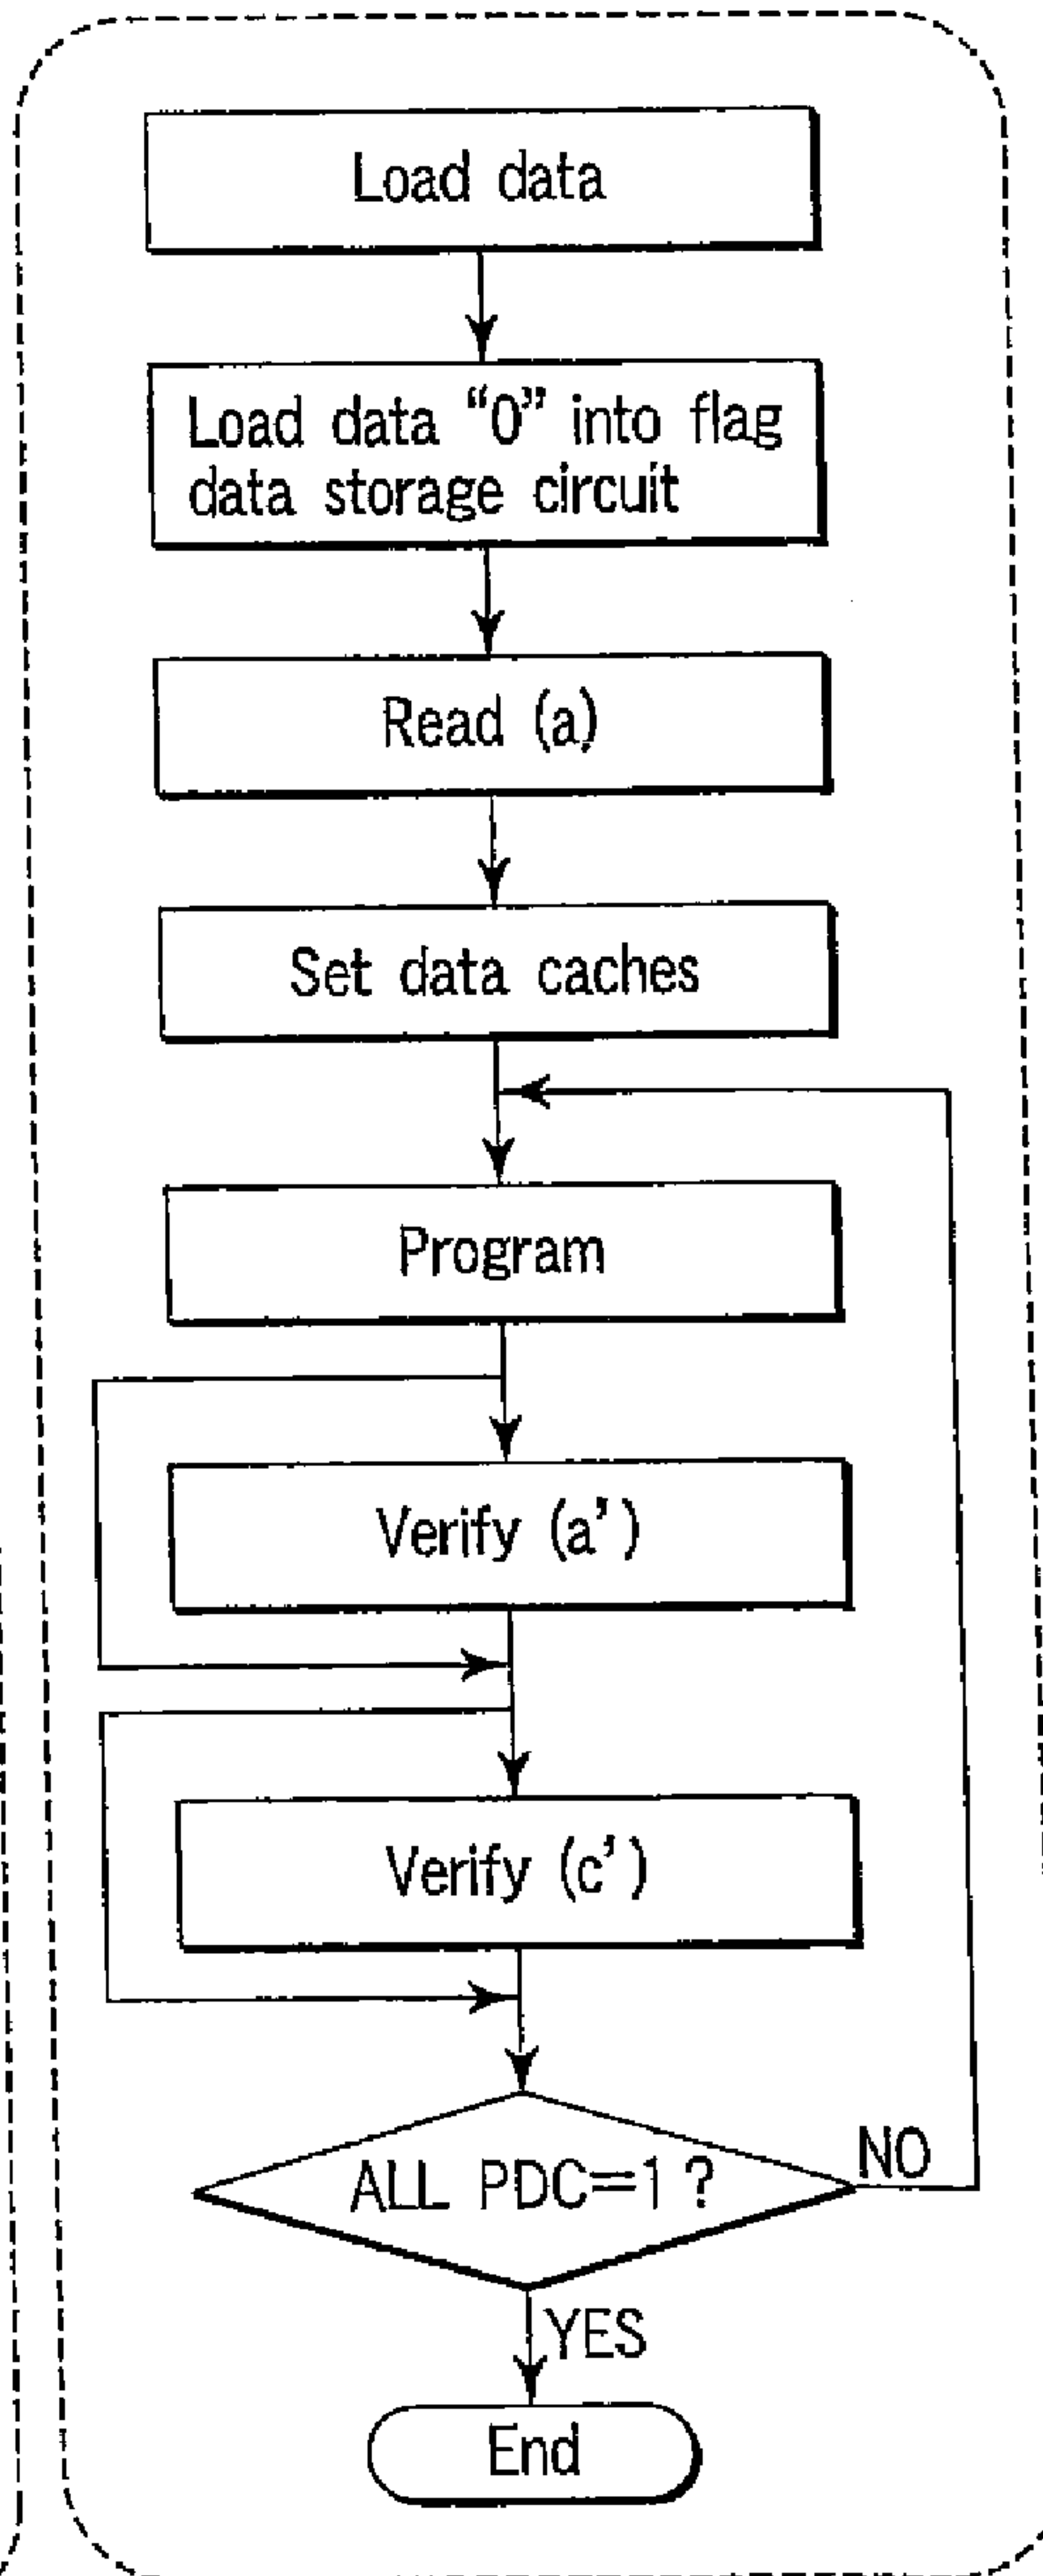 Load data
Load data “0” into flag
data storage circuit
Read (a)
Set data caches
Program
Verify (a’)
Verify (c’)
ALL PDC=1 ?
NO
YES
End